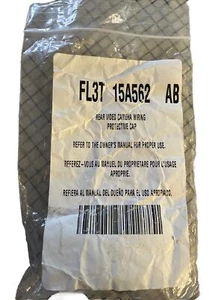 FL3T 15A562 AB
REAR VIDEO CAMERA WIRING
PROTECTIVE CAP
REFER TO THE OWNER'S MANUAL FOR PROPER USE.
REFEREZ-VOUS AU MANUEL DU PROPRIETAIRE POUR L'USAGE
APROPRIE.
REFIERA AL MANUAL DEL DUEÑO PARA EL USO APROPIADO.